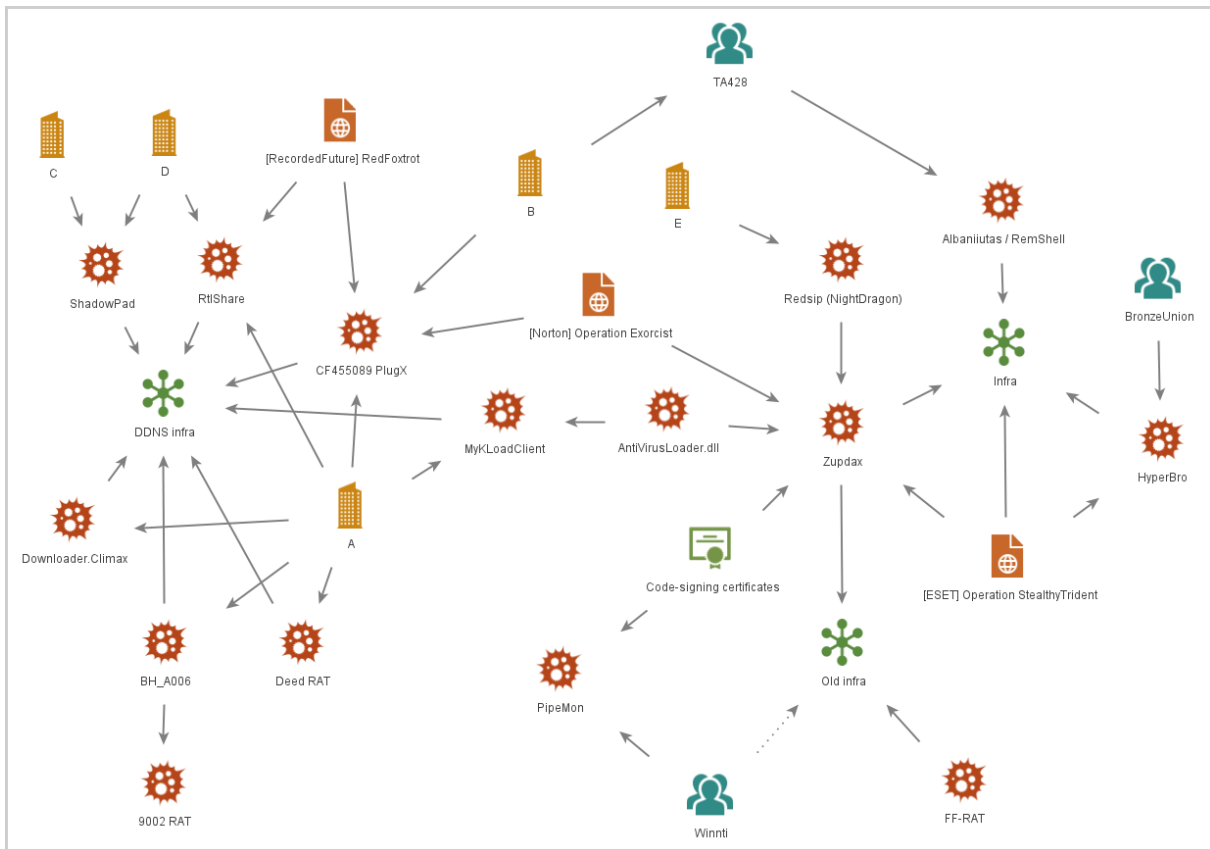 TA428
[RecordedFuture] RedFoxtrot
C
D
B
E
Albaniiutas / RemShell
ShadowPad
RtlShare
Redsip (NightDragon)
BronzeUnion
[Norton] Operation Exorcist
CF455089 PlugX
Infra
DDNS infra
MyKLoadClient
AntiVirusLoader.dll
Zupdax
HyperBro
A
Downloader.Climax
Code-signing certificates
[ESET] Operation StealthyTrident
BH_A006
Deed RAT
Old infra
PipeMon
9002 RAT
Winnti
FF-RAT